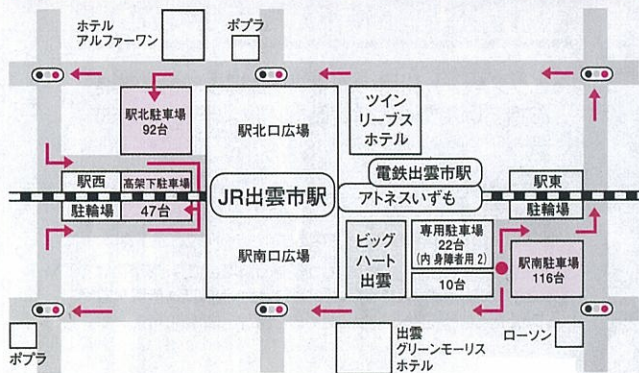 ホテル
アルファーワン
ポプラ
駅北駐車場
92台
駅北口広場
ツイン
リーブス
ホテル
電鉄出雲市駅
アトネスいずも
駅西
駐輪場
高架下駐車場
47台
JR出雲市駅
駅東
駐輪場
駅南口広場
ビッグ
ハート
出雲
専用駐車場
22台
(内 身障者用 2)
10台
駅南駐車場
116台
ポプラ
出雲
グリーンモーリス
ホテル
ローソン